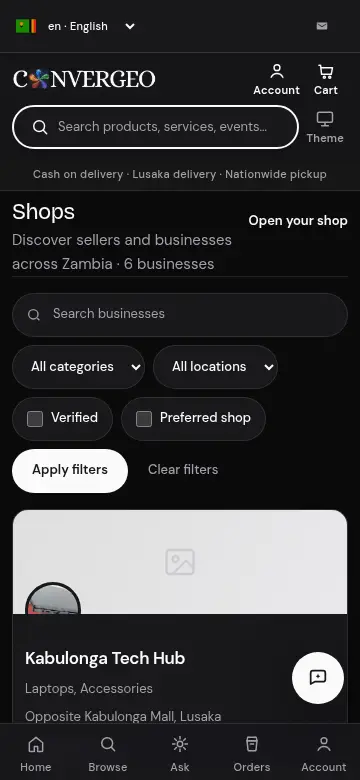 en · English
CONVERGEO
Account
Cart
Search products, services, events...
Theme
Cash on delivery · Lusaka delivery · Nationwide pickup
Shops
Open your shop
Discover sellers and businesses
across Zambia · 6 businesses
Search businesses
All categories
All locations
Verified
Preferred shop
Apply filters
Clear filters
Kabulonga Tech Hub
Laptops, Accessories
Opposite Kabulonga Mall, Lusaka
Home
Browse
Ask
Orders
Account